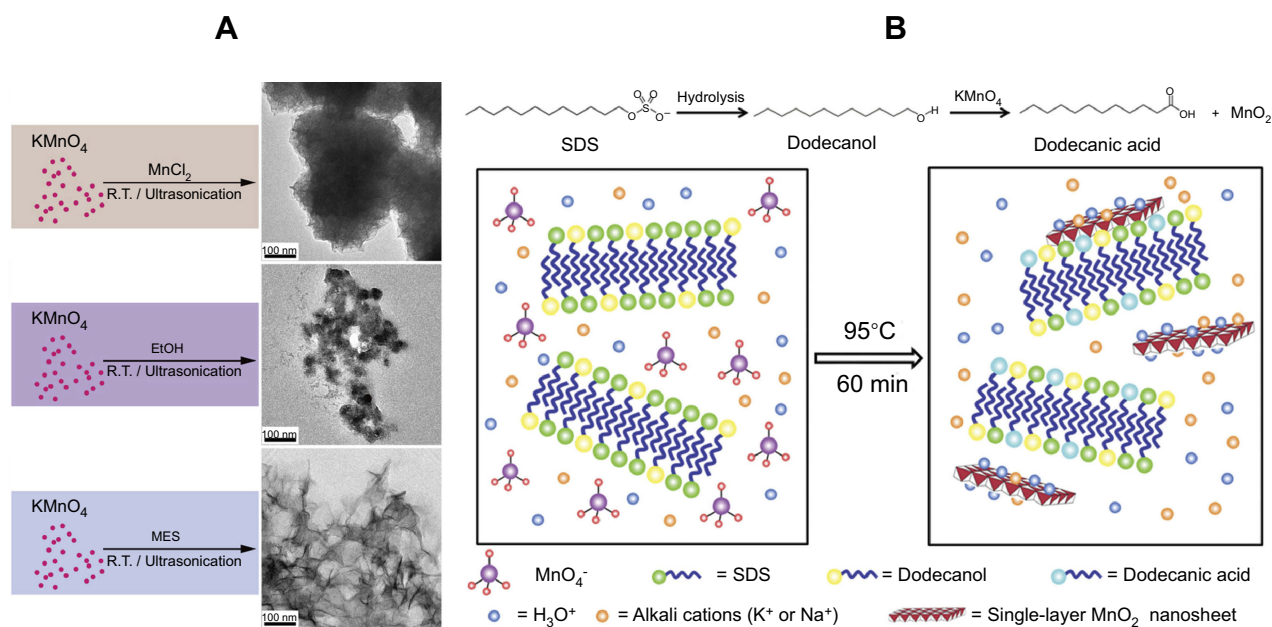 A
B
KMnO₄
MnCl₂
R.T. / Ultrasonication
100 nm
KMnO₄
EtOH
R.T. / Ultrasonication
100 nm
KMnO₄
MES
R.T. / Ultrasonication
100 nm
O O
S
O O⁻
SDS
Hydrolysis
H
O
Dodecanol
KMnO₄
O
OH
Dodecanic acid
+ MnO₂
95°C
60 min
MnO₄⁻
= SDS
= Dodecanol
= Dodecanic acid
= H₃O⁺
= Alkali cations (K⁺ or Na⁺)
= Single-layer MnO₂ nanosheet